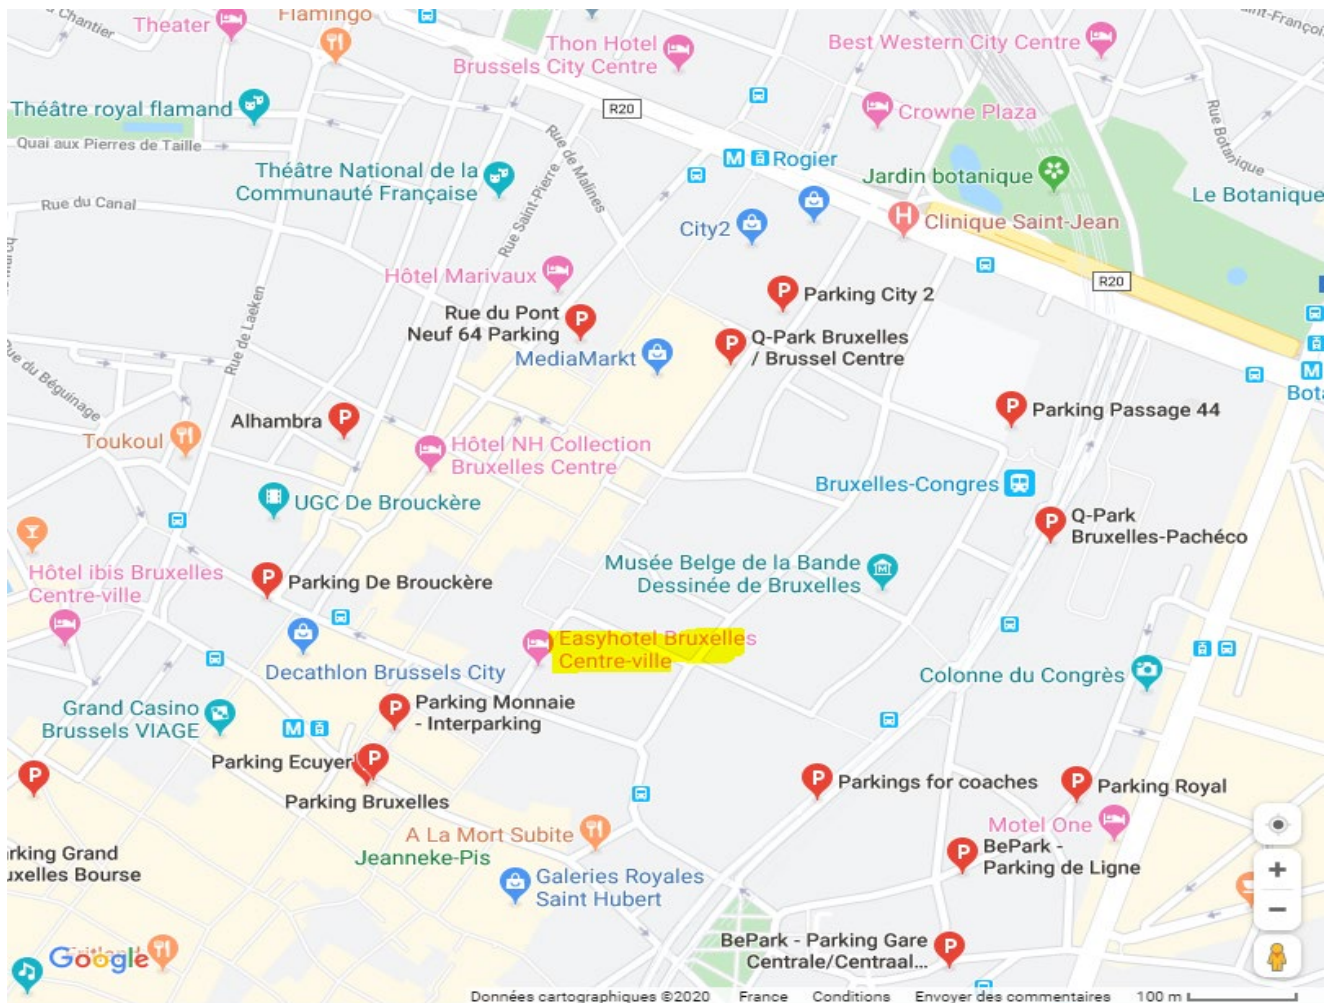 Chantier
Flamingo
Theater
Thon Hotel
Brussels City Centre
Best Western City Centre
Théâtre royal flamand
R20
Crowne Plaza
Rue Botanique
Quai aux Pierres de Taille
Rue de Malines
Rogier
Jardin botanique
Théâtre National de la
Communauté Française
Rue Saint-Pierre
Le Botanique
Rue du Canal
City2
Clinique Saint-Jean
Hôtel Marivaux
R20
Parking City 2
Rue du Pont
Neuf 64 Parking
Rue de Laeken
Q-Park Bruxelles
/ Brussel Centre
MediaMarkt
Rue du Béguinage
Parking Passage 44
Alhambra
Toukoul
Hôtel NH Collection
Bruxelles Centre
Bruxelles-Congres
UGC De Brouckère
Q-Park
Bruxelles-Pachéco
Musée Belge de la Bande
Dessinée de Bruxelles
Hôtel ibis Bruxelles
Centre-ville
Parking De Brouckère
Easyhotel Bruxelles
Centre-ville
Decathlon Brussels City
Colonne du Congrès
Grand Casino
Brussels VIAGE
Parking Monnaie
- Interparking
Parking Ecuyer
Parking Bruxelles
Parkings for coaches
Parking Royal
A La Mort Subite
Jeanneke-Pis
Motel One
BePark -
Parking de Ligne
rking Grand
uxelles Bourse
Galeries Royales
Saint Hubert
BePark - Parking Gare
Centrale/Centraal...
Google
Données cartographiques ©2020 France Conditions Envoyer des commentaires 100 m